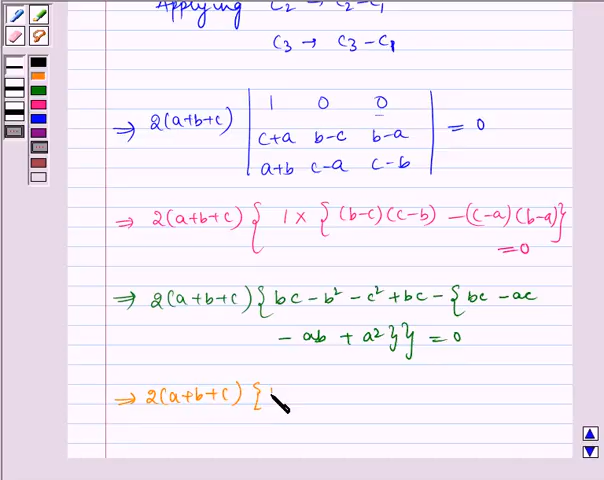 Applying C₂ → C₂-C₁
C₃ → C₃-C₁
⇒ 2(a+b+c) | 1 0 0 |
| c+a b-c b-a | = 0
| a+b c-a c-b |
⇒ 2(a+b+c) { 1 × { (b-c)(c-b) - (c-a)(b-a)}
= 0
⇒ 2(a+b+c) { bc - b² - c² + bc - { bc - ac
- ab + a² } } = 0
⇒ 2(a+b+c) {